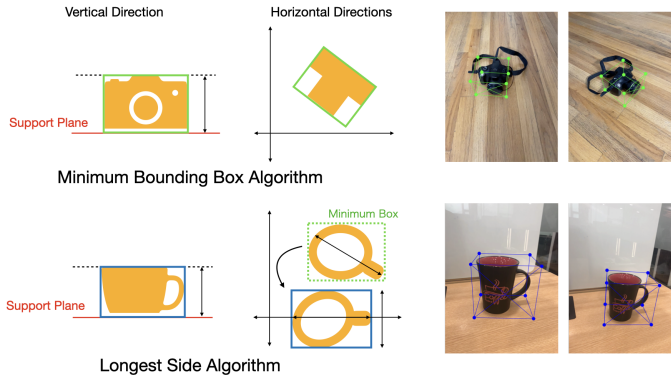 Vertical Direction
Horizontal Directions
Support Plane
Minimum Bounding Box Algorithm
Minimum Box
Support Plane
Longest Side Algorithm